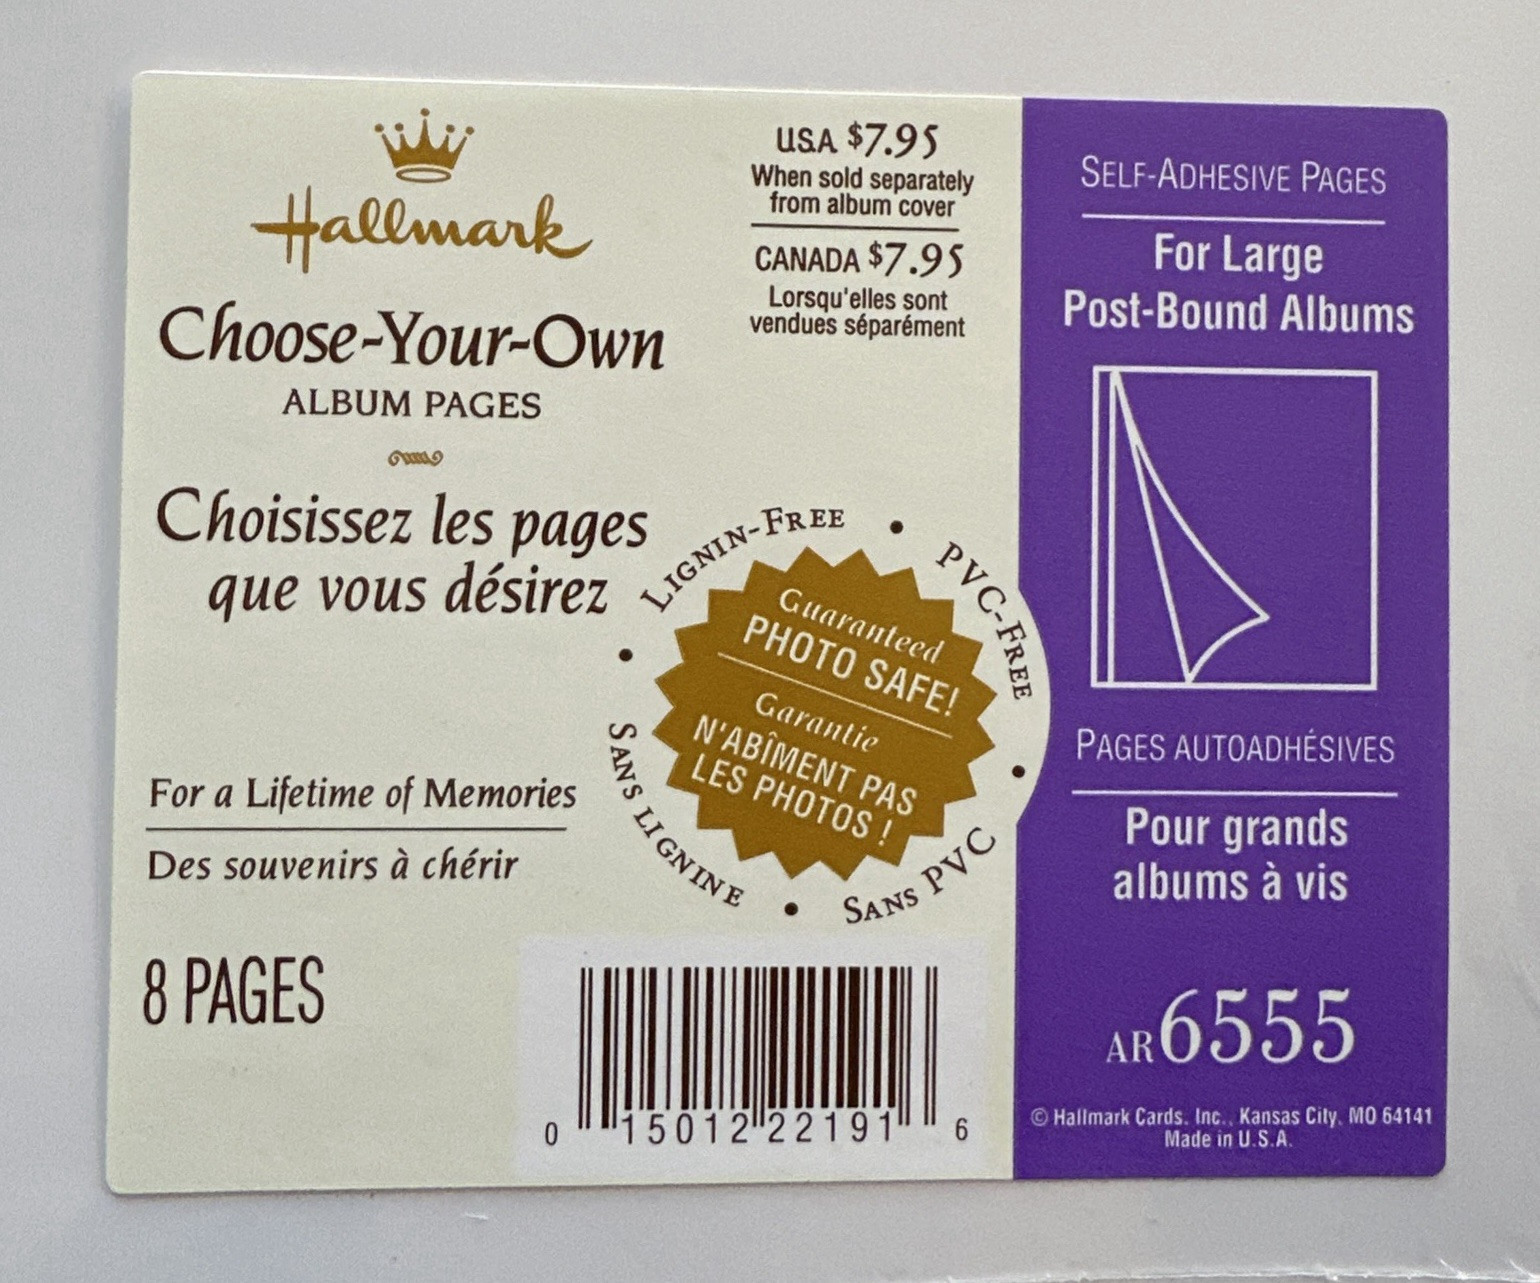 Hallmark
Choose-Your-Own
ALBUM PAGES
Choisissez les pages
que vous désirez
For a Lifetime of Memories
Des souvenirs à chérir
8 PAGES
USA $7.95
When sold separately
from album cover
CANADA $7.95
Lorsqu'elles sont
vendues séparément
LIGNIN-FREE • PVC-FREE •
SANS LIGNINE • SANS PVC
Guaranteed
PHOTO SAFE!
Garantie
N'ABÎMENT PAS
LES PHOTOS !
0 15012 22191 6
SELF-ADHESIVE PAGES
For Large
Post-Bound Albums
PAGES AUTOADHÉSIVES
Pour grands
albums à vis
AR6555
© Hallmark Cards, Inc., Kansas City, MO 64141
Made in U.S.A.